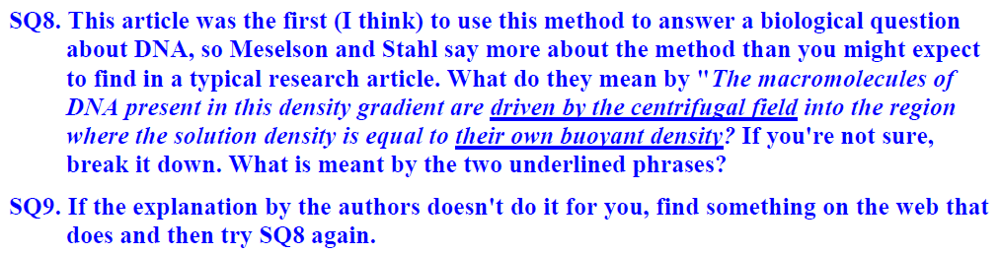 SQ8. This article was the first (I think) to use this method to answer a biological question
about DNA, so Meselson and Stahl say more about the method than you might expect
to find in a typical research article. What do they mean by "The macromolecules of
DNA present in this density gradient are driven by the centrifugal field into the region
where the solution density is equal to their own buoyant density? If you're not sure,
break it down. What is meant by the two underlined phrases?
SQ9. If the explanation by the authors doesn't do it for you, find something on the web that
does and then try SQ8 again.